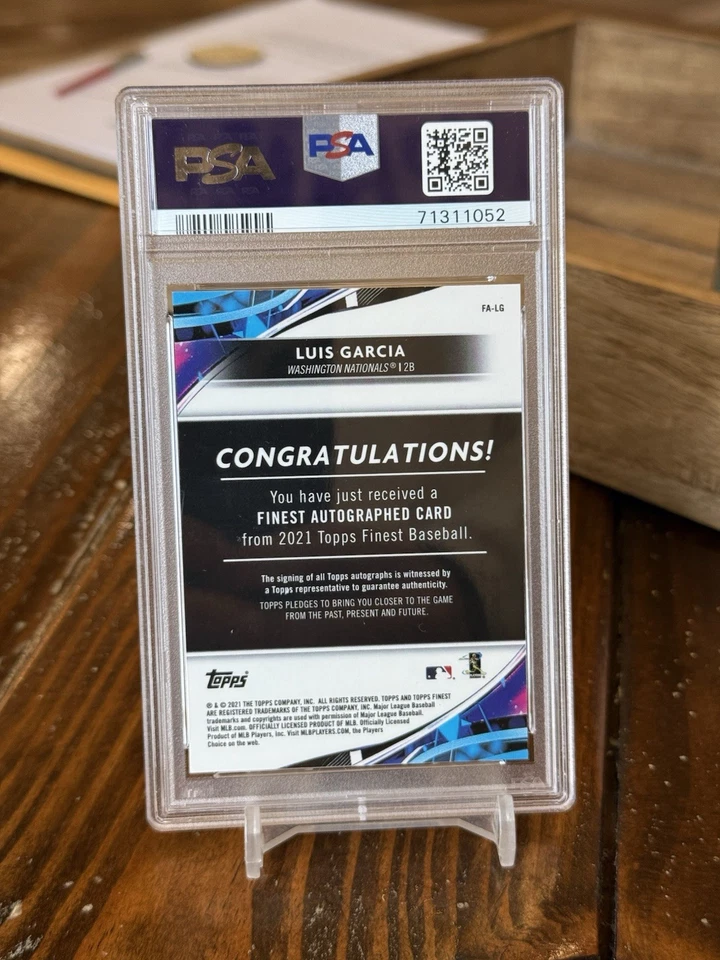 PSA
PSA
71311052
FA-LG
LUIS GARCIA
WASHINGTON NATIONALS® | 2B
CONGRATULATIONS!
You have just received a
FINEST AUTOGRAPHED CARD
from 2021 Topps Finest Baseball.
The signing of all Topps autographs is witnessed by
a Topps representative to guarantee authenticity.
TOPPS PLEDGES TO BRING YOU CLOSER TO THE GAME
FROM THE PAST, PRESENT AND FUTURE.
topps
® & © 2021 THE TOPPS COMPANY, INC. ALL RIGHTS RESERVED. TOPPS AND TOPPS FINEST
ARE REGISTERED TRADEMARKS OF THE TOPPS COMPANY, INC. Major League Baseball
trademarks and copyrights are used with permission of Major League Baseball.
Visit MLB.com. OFFICIALLY LICENSED PRODUCT OF MLB. Officially Licensed
Product of MLB Players, Inc. Visit MLBPLAYERS.COM, the Players
Choice on the web.